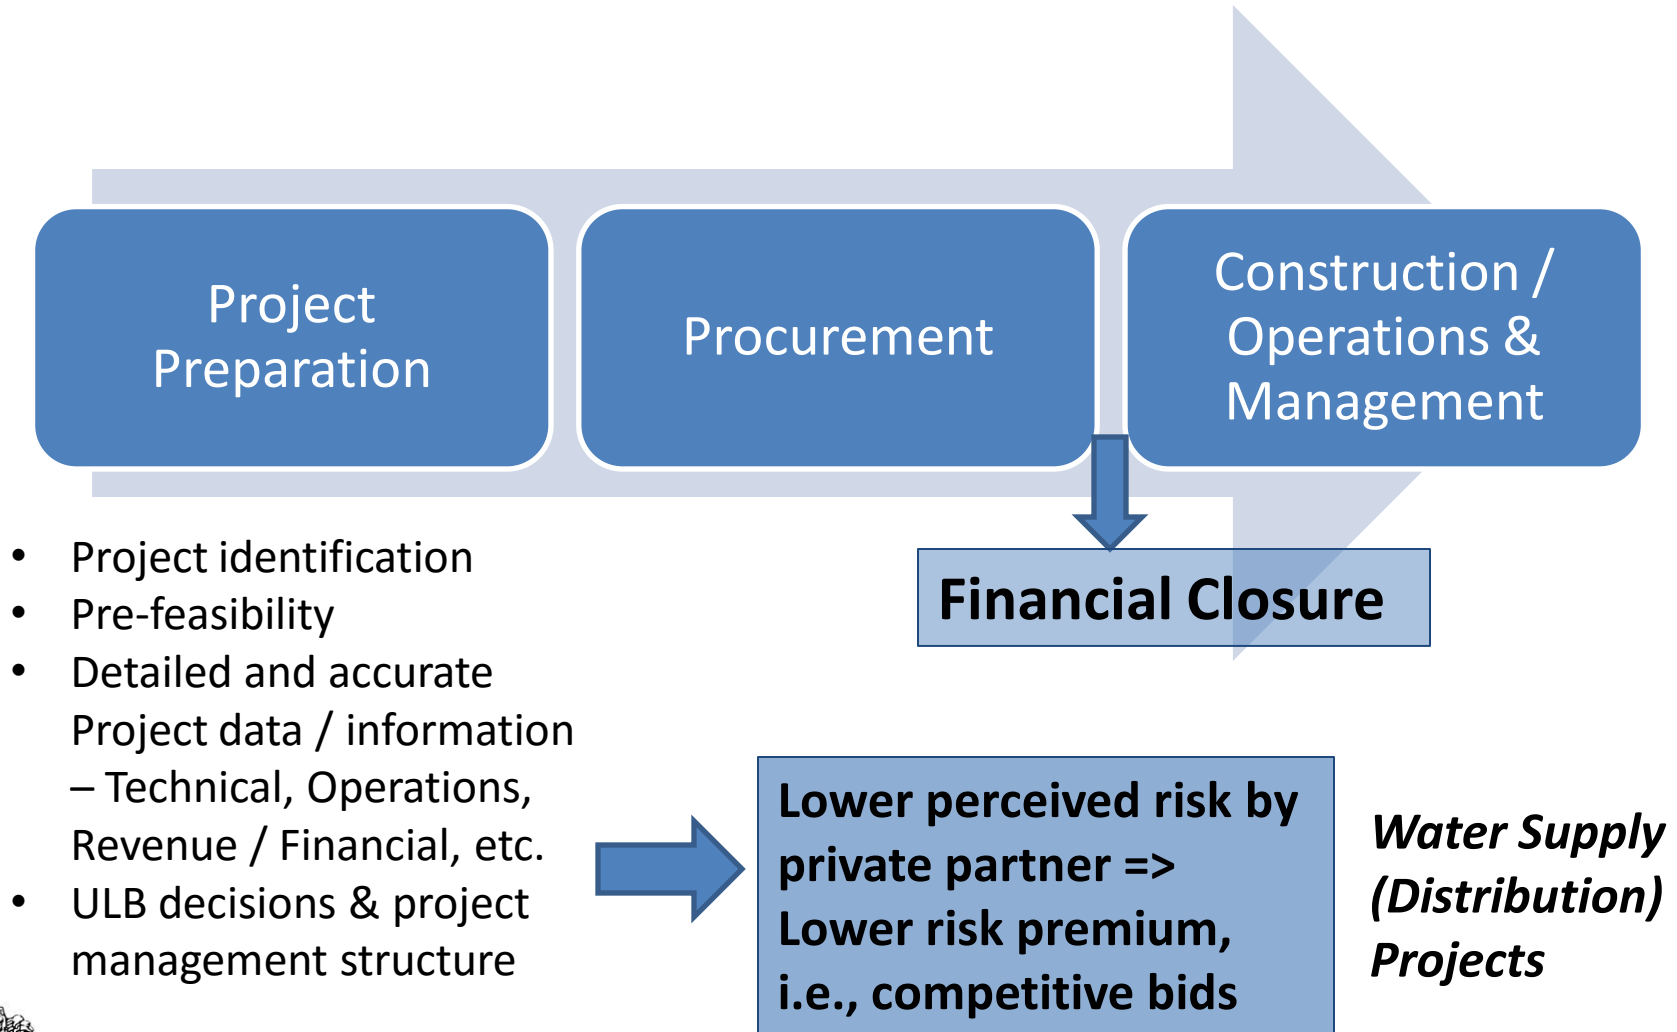 Project
Preparation
Procurement
Construction /
Operations &
Management
Financial Closure
• Project identification
• Pre-feasibility
• Detailed and accurate
Project data / information
– Technical, Operations,
Revenue / Financial, etc.
• ULB decisions & project
management structure
Lower perceived risk by
private partner =>
Lower risk premium,
i.e., competitive bids
Water Supply
(Distribution)
Projects